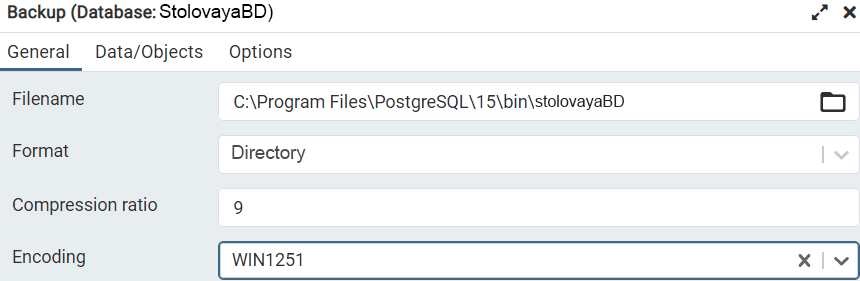 Backup (Database: StolovayaBD)
General Data/Objects Options
Filename C:\Program Files\PostgreSQL\15\bin\stolovayaBD
Format Directory
Compression ratio 9
Encoding WIN1251